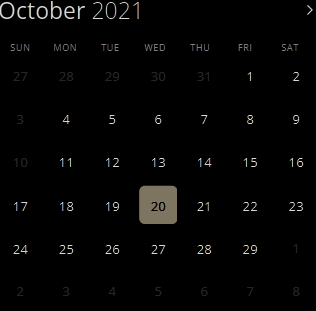 October 2021
SUN MON TUE WED THU FRI SAT
27 28 29 30 31 1 2
3 4 5 6 7 8 9
10 11 12 13 14 15 16
17 18 19 20 21 22 23
24 25 26 27 28 29 1
2 3 4 5 6 7 8